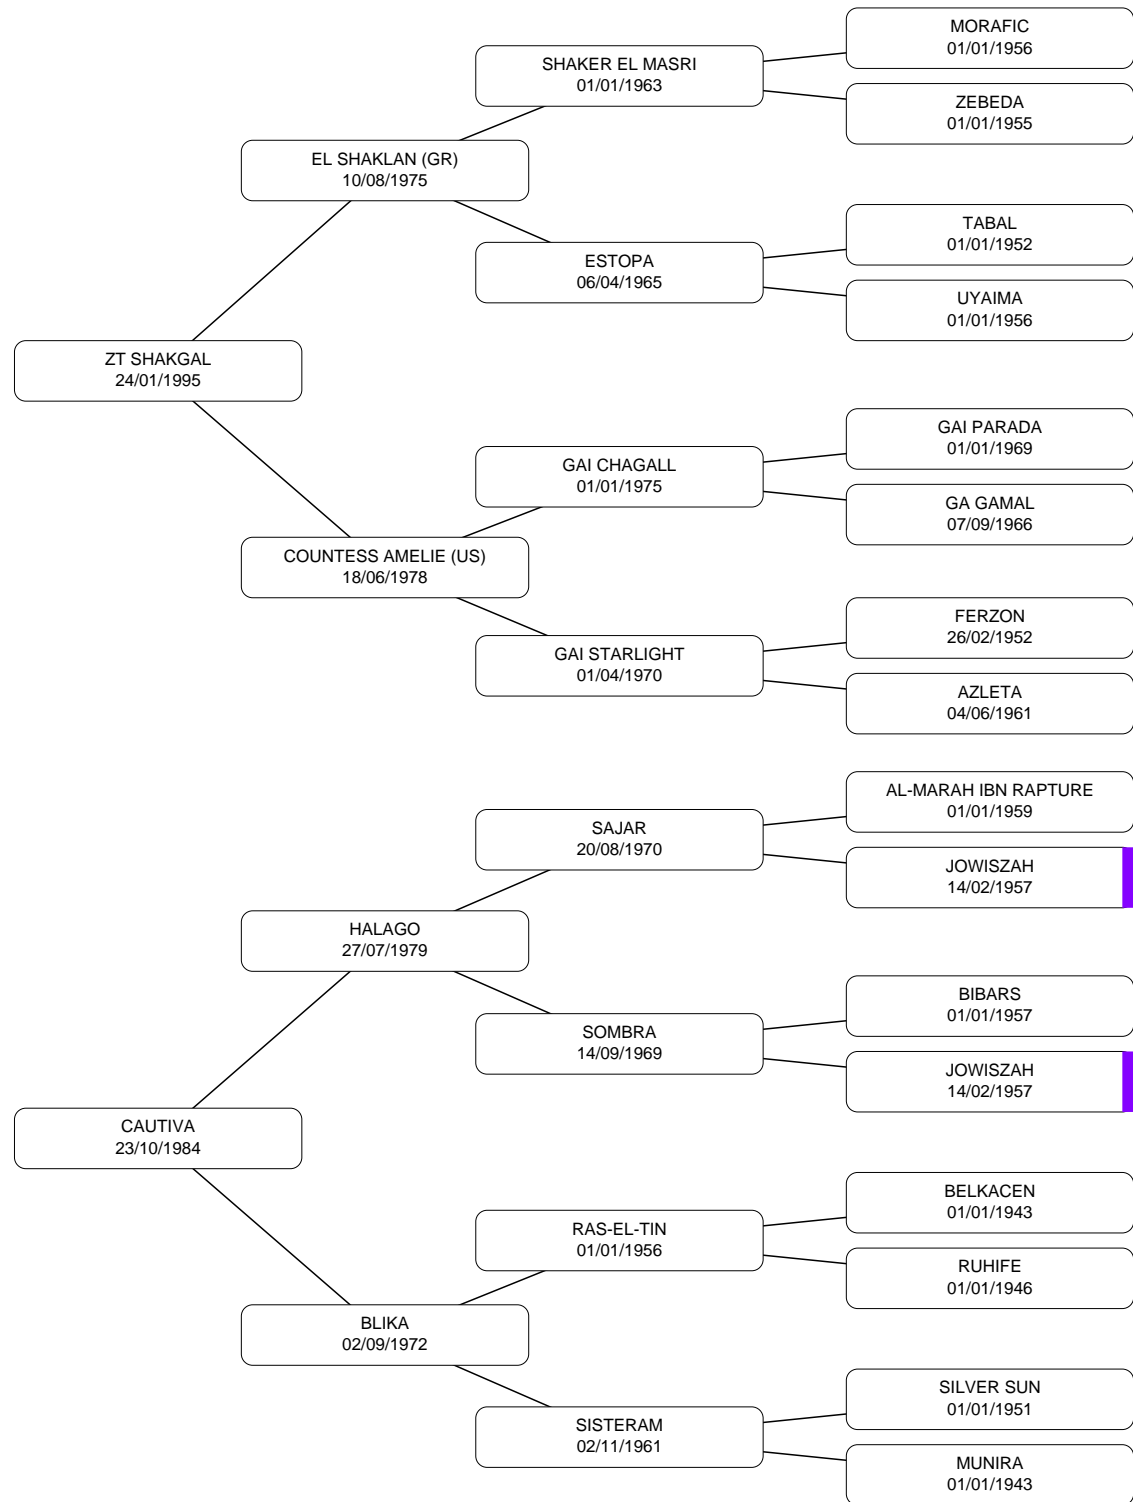 MORAFIC
01/01/1956
SHAKER EL MASRI
01/01/1963
ZEBEDA
01/01/1955
EL SHAKLAN (GR)
10/08/1975
TABAL
01/01/1952
ESTOPA
06/04/1965
UYAIMA
01/01/1956
ZT SHAKGAL
24/01/1995
GAI PARADA
01/01/1969
GAI CHAGALL
01/01/1975
GA GAMAL
07/09/1966
COUNTESS AMELIE (US)
18/06/1978
FERZON
26/02/1952
GAI STARLIGHT
01/04/1970
AZLETA
04/06/1961
AL-MARAH IBN RAPTURE
01/01/1959
SAJAR
20/08/1970
JOWISZAH
14/02/1957
HALAGO
27/07/1979
BIBARS
01/01/1957
SOMBRA
14/09/1969
JOWISZAH
14/02/1957
CAUTIVA
23/10/1984
BELKACEN
01/01/1943
RAS-EL-TIN
01/01/1956
RUHIFE
01/01/1946
BLIKA
02/09/1972
SILVER SUN
01/01/1951
SISTERAM
02/11/1961
MUNIRA
01/01/1943